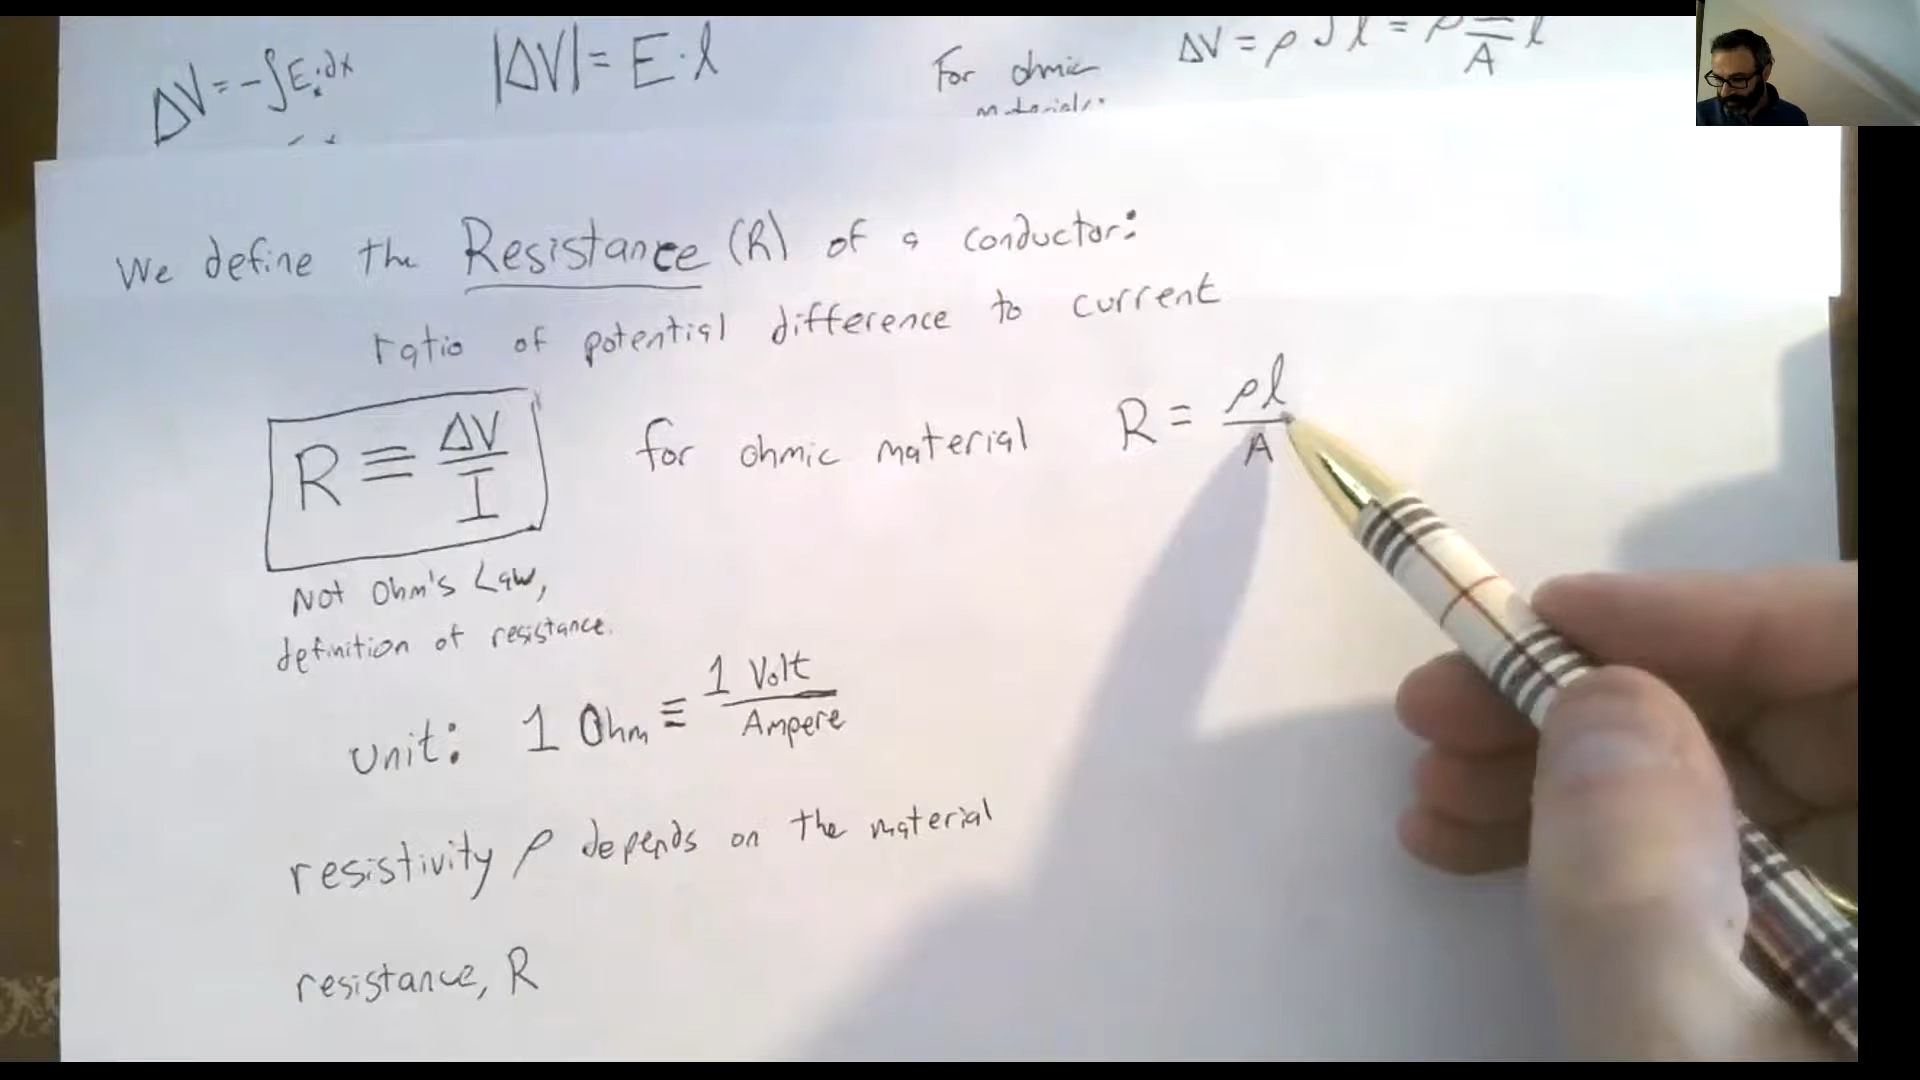 ΔV = -∫E·dx
|ΔV| = E·l
For ohmic materials:
ΔV = ρJl = ρ I/A l
We define the Resistance (R) of a conductor:
ratio of potential difference to current
R ≡ ΔV/I
for ohmic material R = ρl/A
Not Ohm's Law,
definition of resistance.
unit: 1 Ohm ≡ 1 Volt/Ampere
resistivity ρ depends on the material
resistance, R